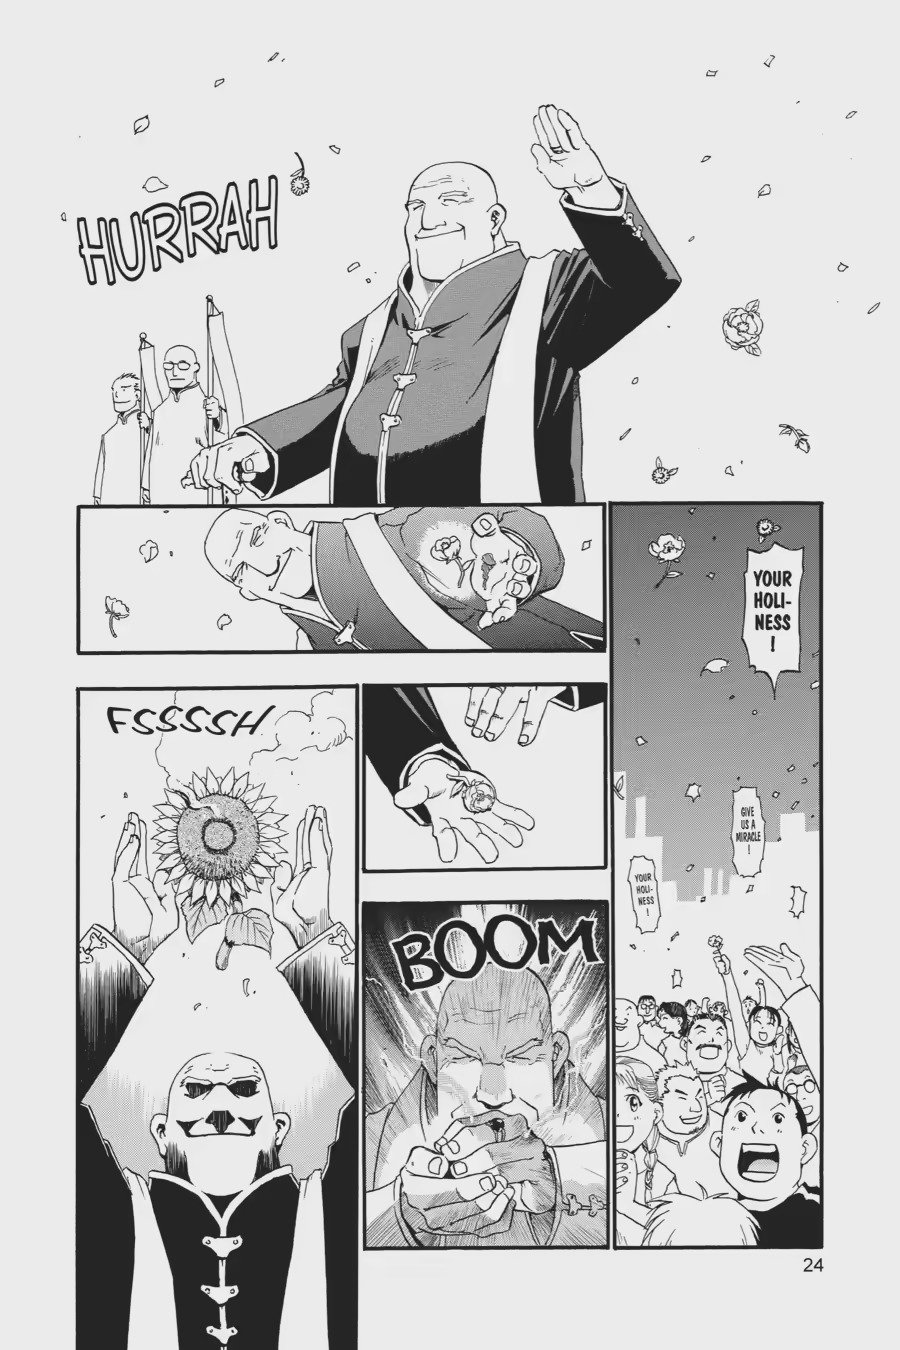 HURRAH
YOUR
HOLI-
NESS
!
GIVE
US A
MIRACLE
!
YOUR
HOLI-
NESS
!
BOOM
FSSSSH
24